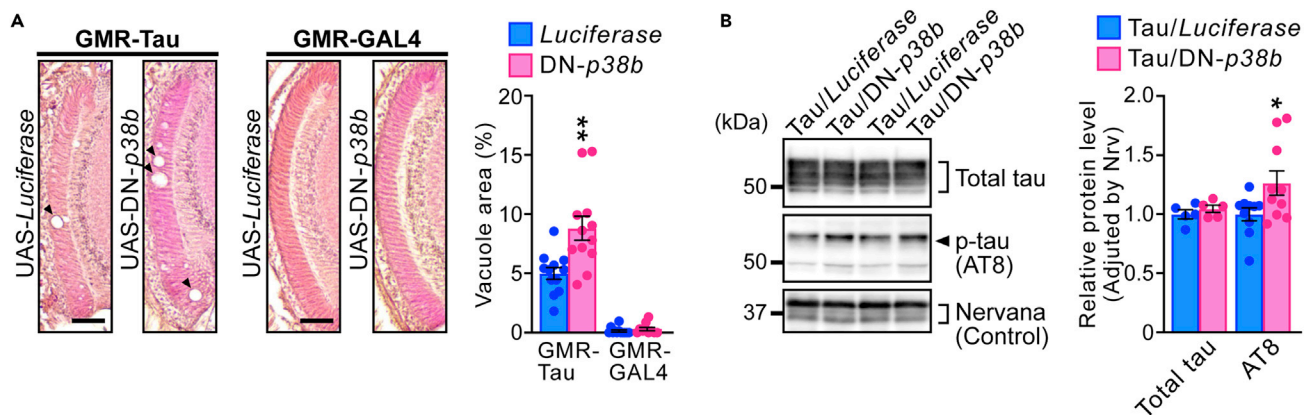 A
GMR-Tau
GMR-GAL4
UAS-Luciferase
UAS-DN-p38b
UAS-Luciferase
UAS-DN-p38b
Luciferase
DN-p38b
Vacuole area (%)
20
15
10
5
0
**
GMR-
Tau
GMR-
GAL4
B
Tau/Luciferase
Tau/DN-p38b
Tau/Luciferase
Tau/DN-p38b
(kDa)
50
Total tau
50
p-tau
(AT8)
37
Nervana
(Control)
Tau/Luciferase
Tau/DN-p38b
Relative protein level
(Adjuted by Nrv)
2.0
1.5
1.0
0.5
0
*
Total tau
AT8